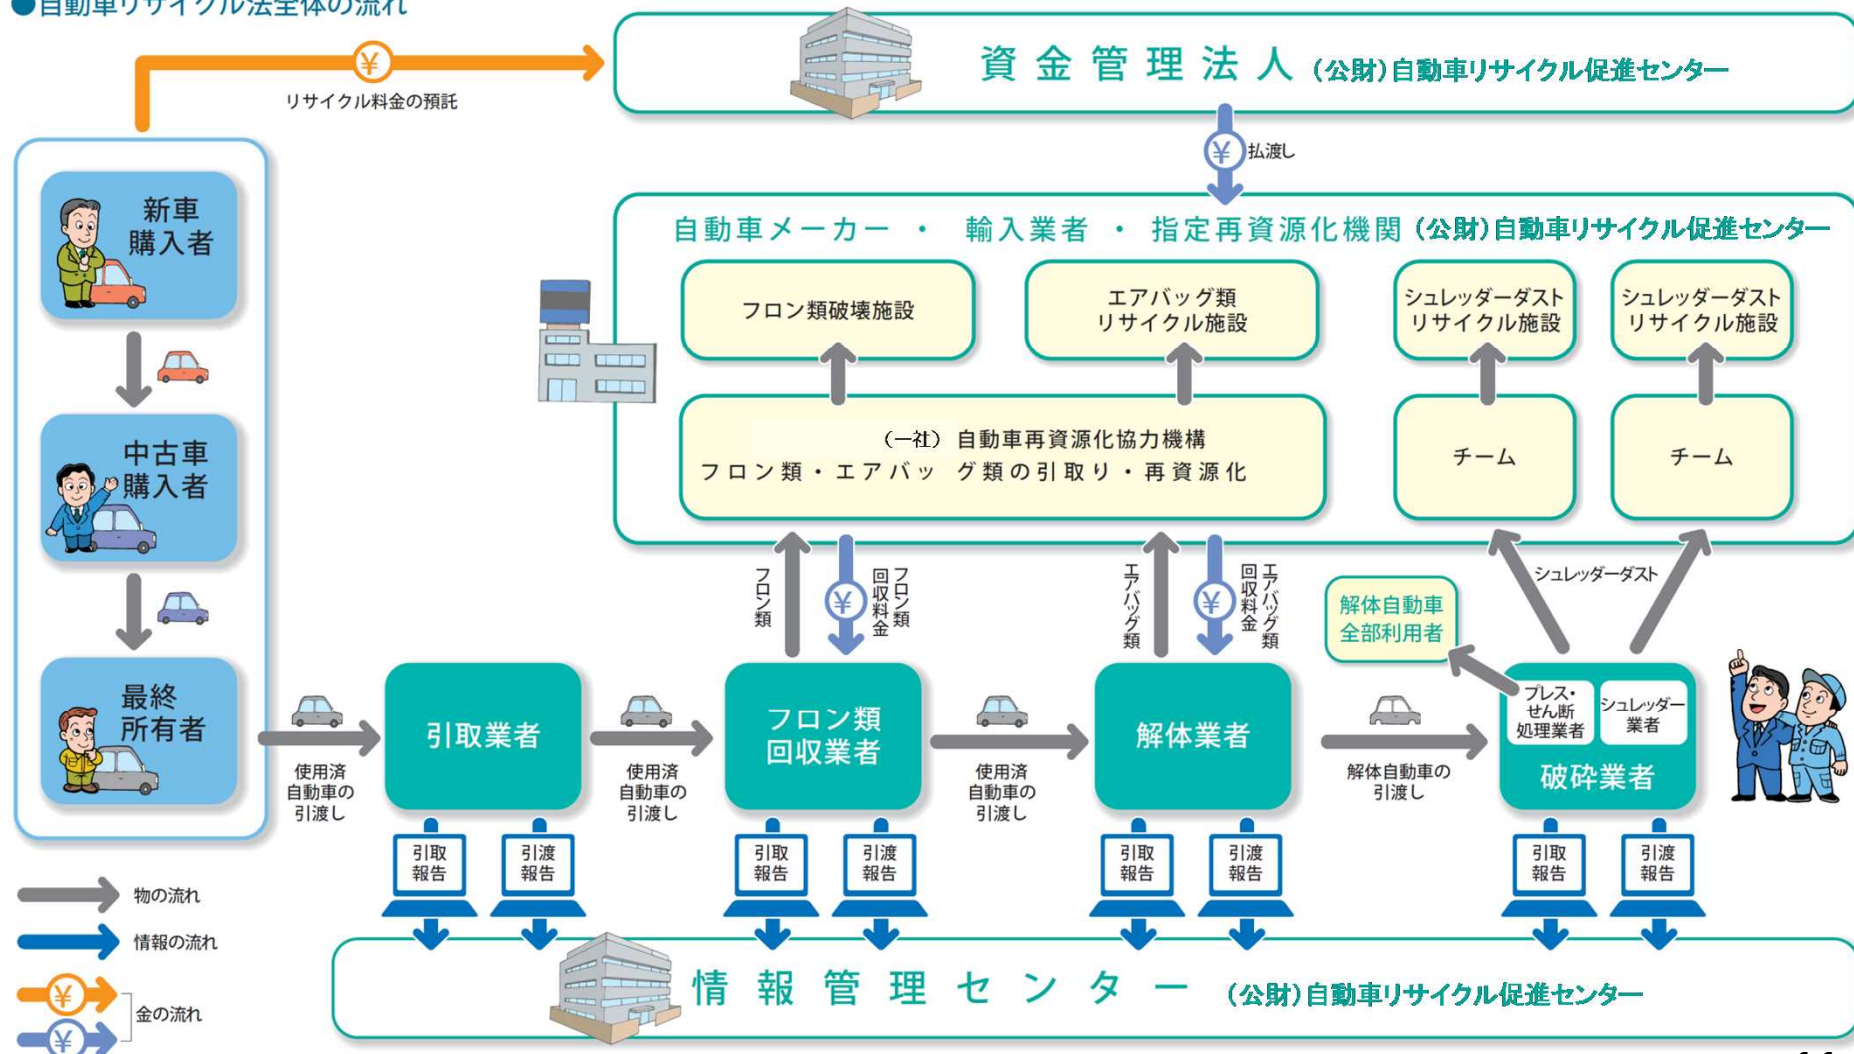 ●自動車リサイクル法全体の流れ
¥
リサイクル料金の預託
資金管理法人 (公財)自動車リサイクル促進センター
¥ 払渡し
新車
購入者
中古車
購入者
最終
所有者
自動車メーカー ・ 輸入業者 ・ 指定再資源化機関 (公財)自動車リサイクル促進センター
フロン類破壊施設
エアバッグ類
リサイクル施設
シュレッダーダスト
リサイクル施設
シュレッダーダスト
リサイクル施設
(一社) 自動車再資源化協力機構
フロン類・エアバッ グ類の引取り・再資源化
チーム
チーム
フロン類
¥
フロン類
回収料金
エアバッグ類
¥
エアバッグ類
回収料金
シュレッダーダスト
解体自動車
全部利用者
使用済
自動車の
引渡し
引取業者
使用済
自動車の
引渡し
フロン類
回収業者
使用済
自動車の
引渡し
解体業者
解体自動車の
引渡し
プレス・
せん断
処理業者
シュレッダー
業者
破砕業者
引取
報告
引渡
報告
引取
報告
引渡
報告
引取
報告
引渡
報告
引取
報告
引渡
報告
物の流れ
情報の流れ
¥
¥
金の流れ
情報管理センター (公財)自動車リサイクル促進センター